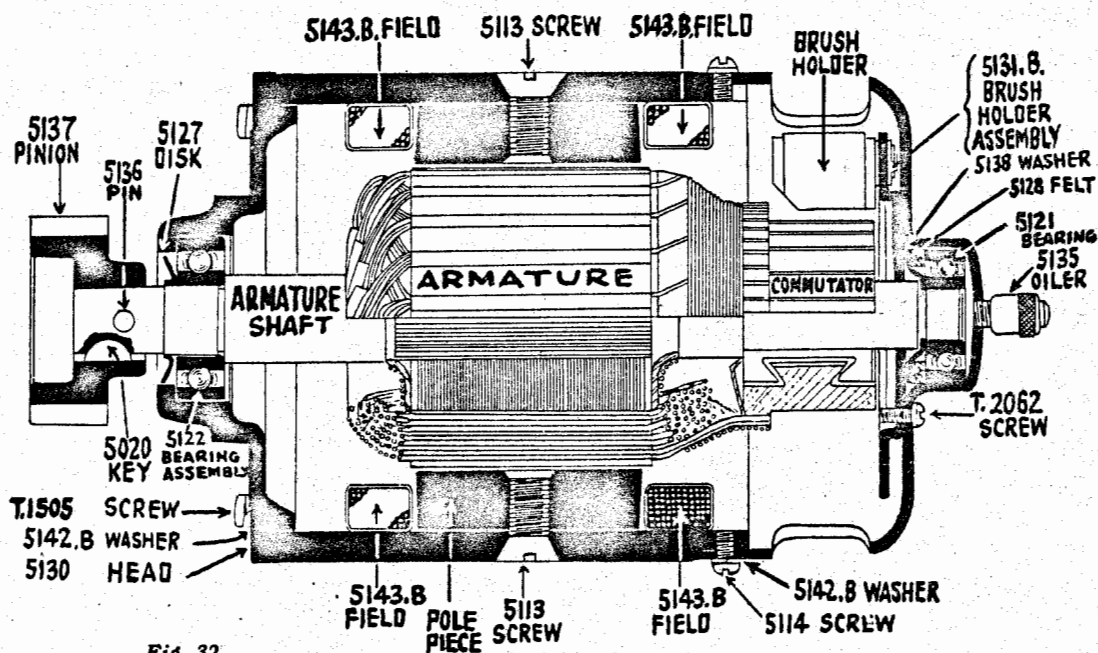 5143.B. FIELD
5113 SCREW
5143.B. FIELD
BRUSH
HOLDER
5131.B.
BRUSH
HOLDER
ASSEMBLY
5138 WASHER
5128 FELT
5121
BEARING
5135
OILER
5137
PINION
5136
PIN
5127
DISK
ARMATURE
SHAFT
ARMATURE
COMMUTATOR
T.2062
SCREW
5020
KEY
5122
BEARING
ASSEMBLY
T.1505 SCREW
5142.B WASHER
5130 HEAD
5143.B
FIELD
POLE
PIECE
5113
SCREW
5143.B
FIELD
5142.B WASHER
5114 SCREW
Fig. 32